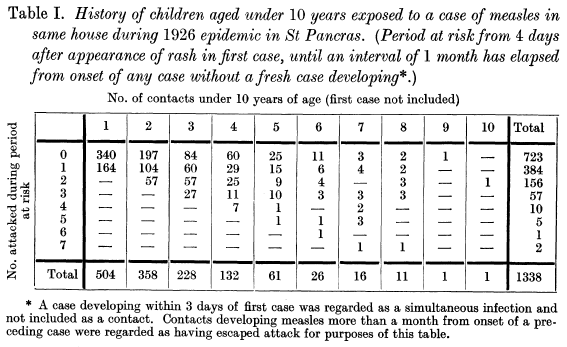 Table I. History of children aged under 10 years exposed to a case of measles in
same house during 1926 epidemic in St Pancras. (Period at risk from 4 days
after appearance of rash in first case, until an interval of 1 month has elapsed
from onset of any case without a fresh case developing*.)
No. of contacts under 10 years of age (first case not included)
No. attacked during period
at risk
1 2 3 4 5 6 7 8 9 10 Total
0 340 197 84 60 25 11 3 2 1 — 723
1 164 104 60 29 15 6 4 2 — — 384
2 — 57 57 25 9 4 — 3 — 1 156
3 — — 27 11 10 3 3 3 — — 57
4 — — — 7 1 — 2 — — — 10
5 — — — — 1 1 3 — — — 5
6 — — — — — 1 — — — — 1
7 — — — — — — 1 1 — — 2
Total 504 358 228 132 61 26 16 11 1 1 1338
* A case developing within 3 days of first case was regarded as a simultaneous infection and
not included as a contact. Contacts developing measles more than a month from onset of a pre-
ceding case were regarded as having escaped attack for purposes of this table.